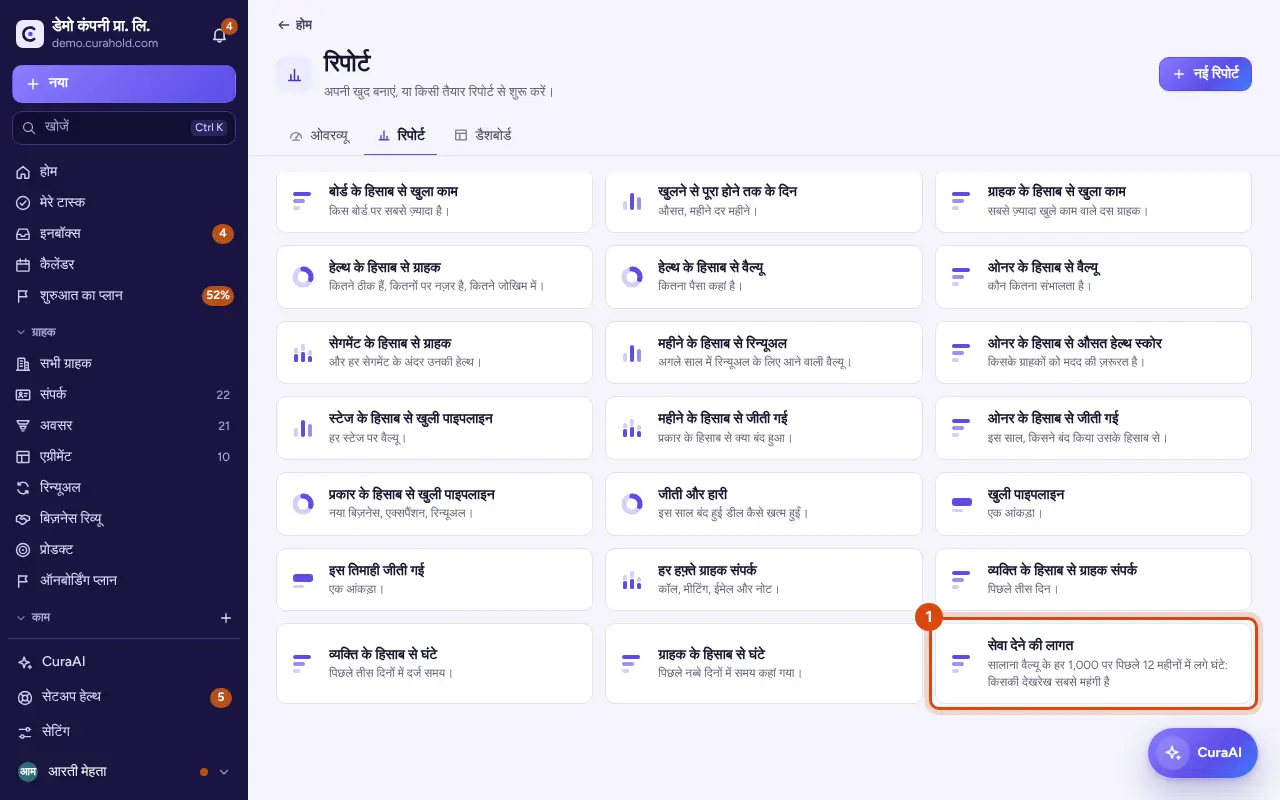 डेमो कंपनी प्रा. लि.
demo.curahold.com
4
नया
खोजें
Ctrl K
होम
मेरे टास्क
इनबॉक्स
4
कैलेंडर
शुरुआत का प्लान
52%
ग्राहक
सभी ग्राहक
संपर्क
22
अवसर
21
एग्रीमेंट
10
रिन्यूअल
बिज़नेस रिव्यू
प्रोडक्ट
ऑनबोर्डिंग प्लान
काम
CuraAI
सेटअप हेल्थ
5
सेटिंग
आम
आरती मेहता
होम
रिपोर्ट
अपनी खुद बनाएं, या किसी तैयार रिपोर्ट से शुरू करें।
नई रिपोर्ट
ओवरव्यू
रिपोर्ट
डैशबोर्ड
बोर्ड के हिसाब से खुला काम
किस बोर्ड पर सबसे ज़्यादा है।
खुलने से पूरा होने तक के दिन
औसत, महीने दर महीने।
ग्राहक के हिसाब से खुला काम
सबसे ज़्यादा खुले काम वाले दस ग्राहक।
हेल्थ के हिसाब से ग्राहक
कितने ठीक हैं, कितनों पर नज़र है, कितने जोखिम में।
हेल्थ के हिसाब से वैल्यू
कितना पैसा कहां है।
ओनर के हिसाब से वैल्यू
कौन कितना संभालता है।
सेगमेंट के हिसाब से ग्राहक
और हर सेगमेंट के अंदर उनकी हेल्थ।
महीने के हिसाब से रिन्यूअल
अगले साल में रिन्यूअल के लिए आने वाली वैल्यू।
ओनर के हिसाब से औसत हेल्थ स्कोर
किसके ग्राहकों को मदद की ज़रूरत है।
स्टेज के हिसाब से खुली पाइपलाइन
हर स्टेज पर वैल्यू।
महीने के हिसाब से जीती गई
प्रकार के हिसाब से क्या बंद हुआ।
ओनर के हिसाब से जीती गई
इस साल, किसने बंद किया उसके हिसाब से।
प्रकार के हिसाब से खुली पाइपलाइन
नया बिज़नेस, एक्सपैंशन, रिन्यूअल।
जीती और हारी
इस साल बंद हुई डील कैसे खत्म हुईं।
खुली पाइपलाइन
एक आंकड़ा।
इस तिमाही जीती गई
एक आंकड़ा।
हर हफ़्ते ग्राहक संपर्क
कॉल, मीटिंग, ईमेल और नोट।
व्यक्ति के हिसाब से ग्राहक संपर्क
पिछले तीस दिन।
व्यक्ति के हिसाब से घंटे
पिछले तीस दिनों में दर्ज समय।
ग्राहक के हिसाब से घंटे
पिछले नब्बे दिनों में समय कहां गया।
1
सेवा देने की लागत
सालाना वैल्यू के हर 1,000 पर पिछले 12 महीनों में लगे घंटे:
किसकी देखरेख सबसे महंगी है
CuraAI